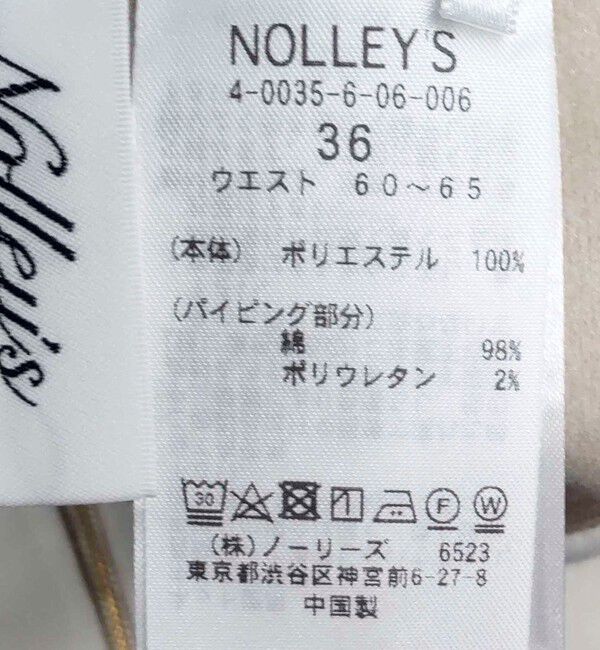 Nolley's
NOLLEY'S
4-0035-6-06-006
36
ウエスト 60～65
(本体) ポリエステル 100%
(パイピング部分)
綿 98%
ポリウレタン 2%
30
F W
(株)ノーリーズ 6523
東京都渋谷区神宮前6-27-8
中国製